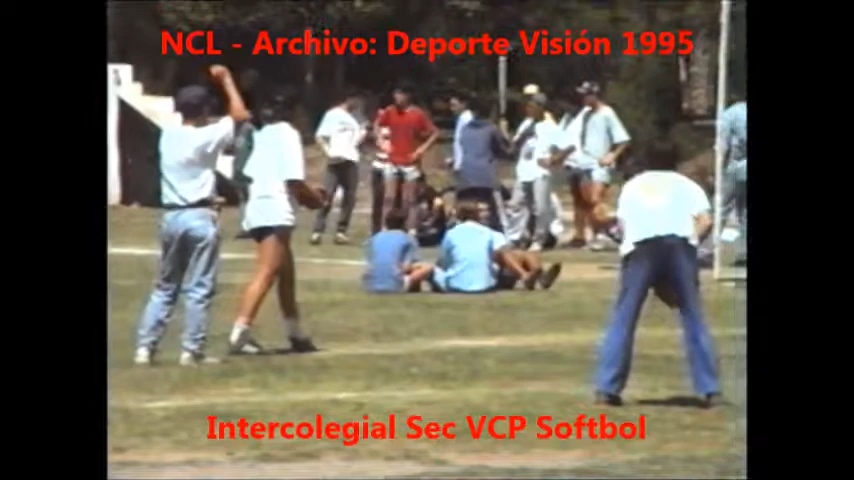 NCL - Archivo: Deporte Visión 1995
Intercolegial Sec VCP Softbol